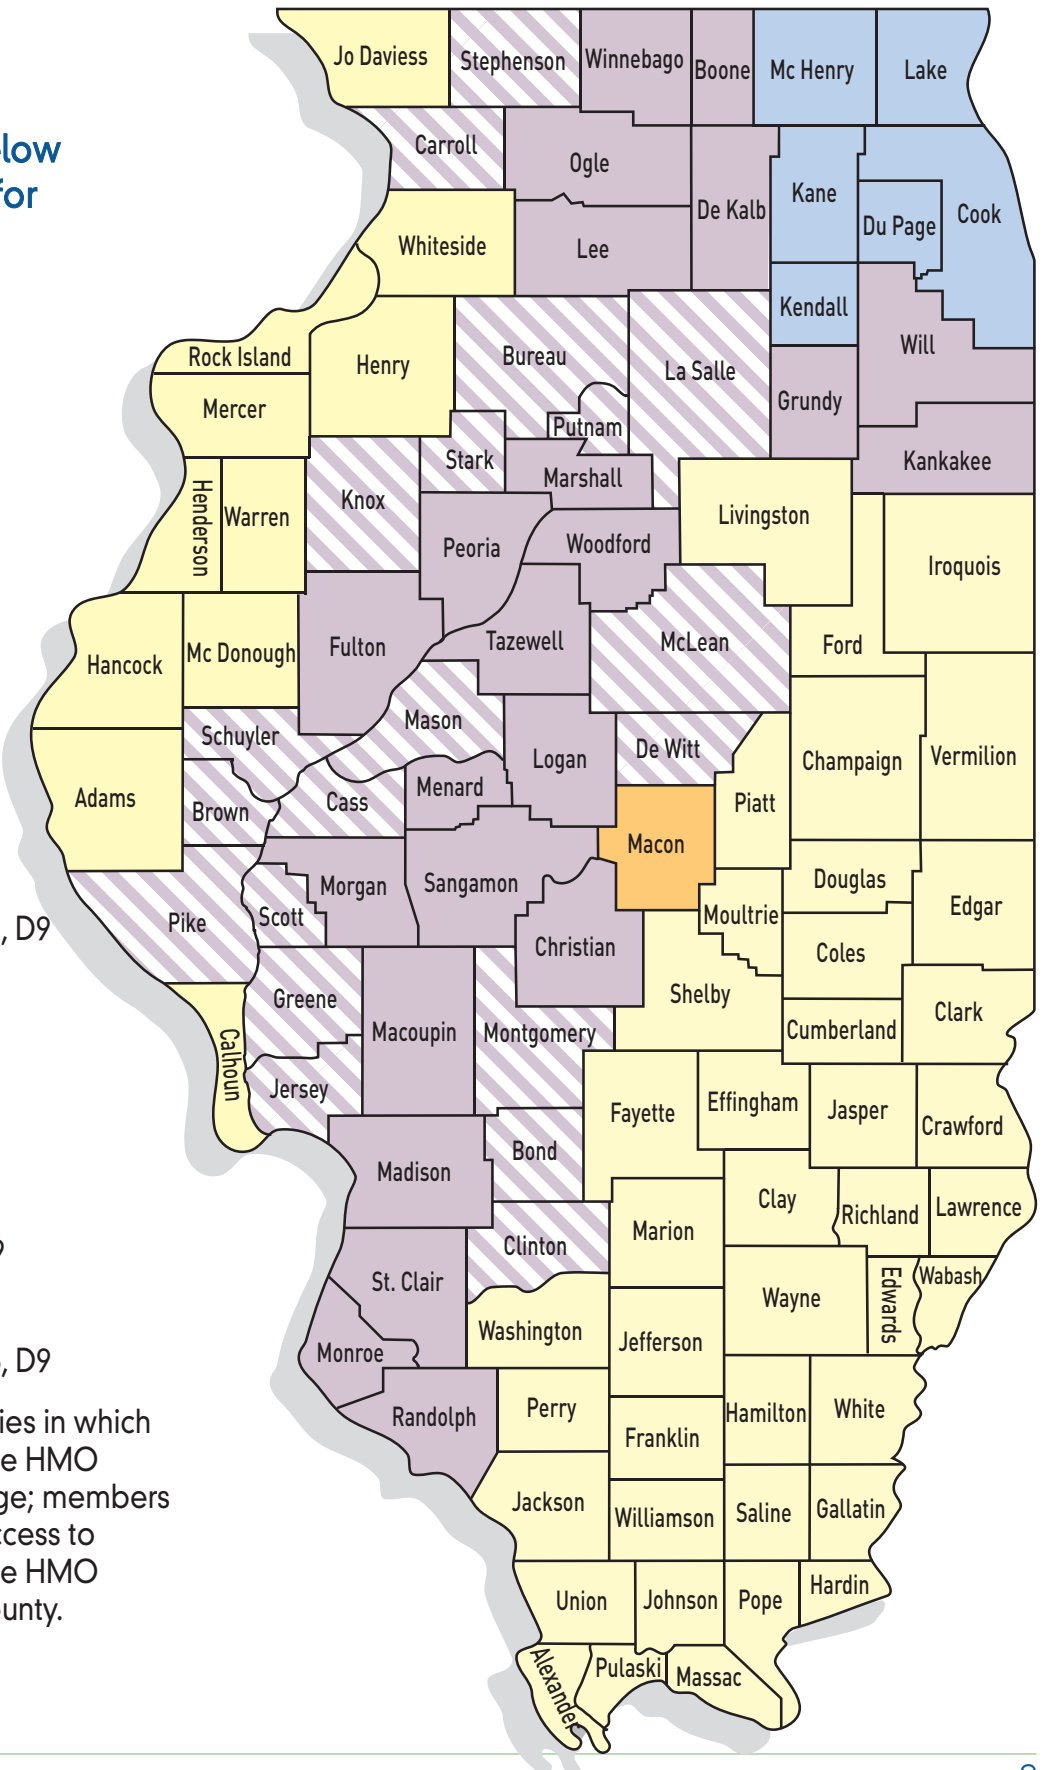 Jo Daviess
Stephenson
Winnebago
Boone
Mc Henry
Lake
elow
for
Carroll
Ogle
De Kalb
Kane
Du Page
Cook
Whiteside
Lee
Kendall
Will
Rock Island
Henry
Bureau
La Salle
Grundy
Mercer
Putnam
Kankakee
Stark
Marshall
Knox
Henderson
Warren
Livingston
Peoria
Woodford
Iroquois
Hancock
Mc Donough
Fulton
Tazewell
McLean
Ford
Schuyler
Mason
Logan
De Witt
Champaign
Vermilion
Adams
Brown
Cass
Menard
Piatt
Macon
Pike
Scott
Morgan
Sangamon
Douglas
Edgar
Moultrie
, D9
Christian
Coles
Greene
Shelby
Clark
Calhoun
Macoupin
Montgomery
Cumberland
Jersey
Fayette
Effingham
Jasper
Crawford
Madison
Bond
Clay
Richland
Lawrence
Marion
Clinton
9
St. Clair
Wayne
Edwards
Wabash
Washington
Jefferson
Monroe
, D9
Randolph
Perry
Hamilton
White
ies in which
Franklin
e HMO
ge; members
Jackson
Williamson
Saline
Gallatin
ccess to
e HMO
unty.
Union
Johnson
Pope
Hardin
Alexander
Pulaski
Massac